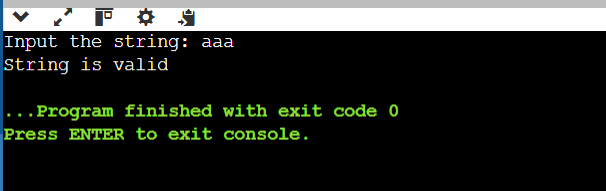 Input the string: aaa
String is valid
...Program finished with exit code 0
Press ENTER to exit console.